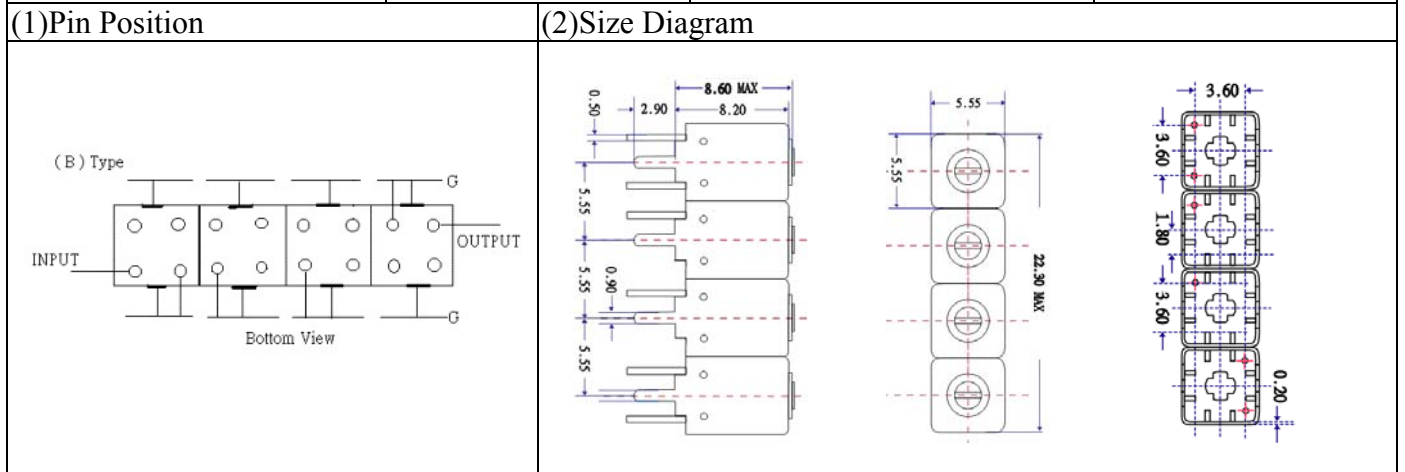 (1)Pin Position
(2)Size Diagram
(B) Type
G
INPUT
OUTPUT
G
Bottom View
8.60 MAX
0.50
2.90
8.20
5.55
5.55
0.90
5.55
5.55
5.55
22.30 MAX
3.60
3.60
1.80
3.60
0.20